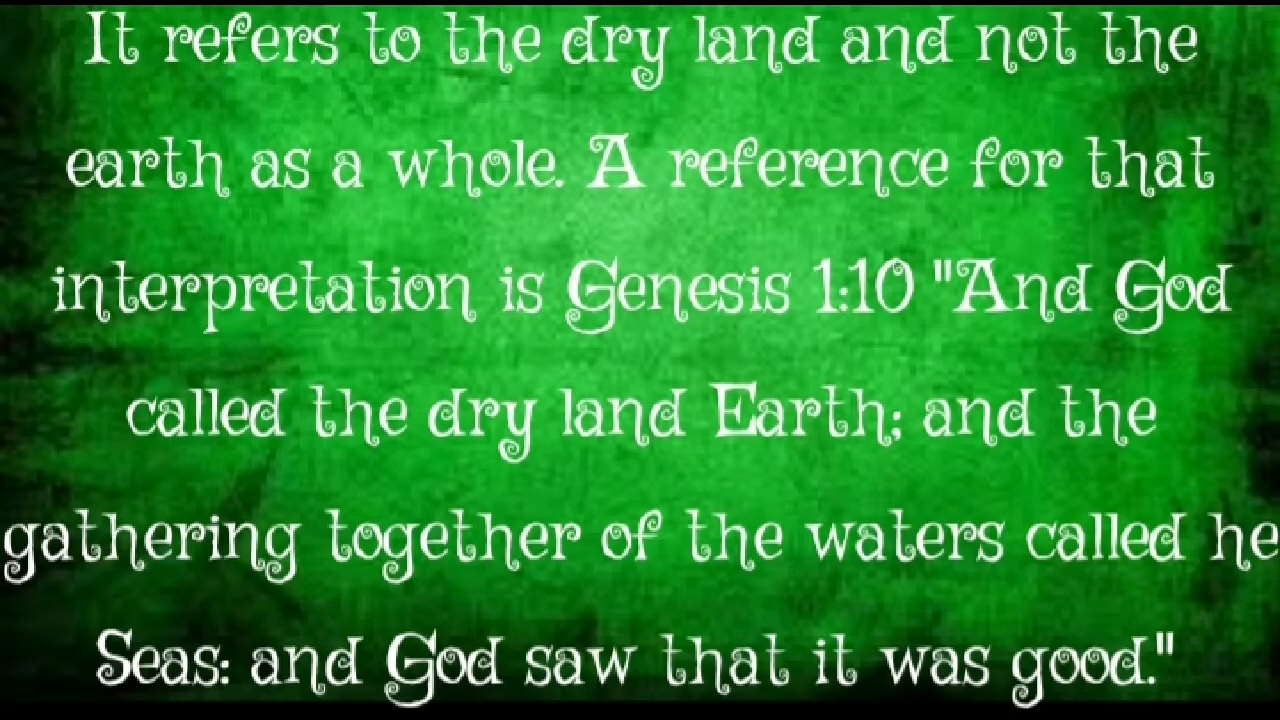 It refers to the dry land and not the
earth as a whole. A reference for that
interpretation is Genesis 1:10 "And God
called the dry land Earth; and the
gathering together of the waters called he
Seas: and God saw that it was good."